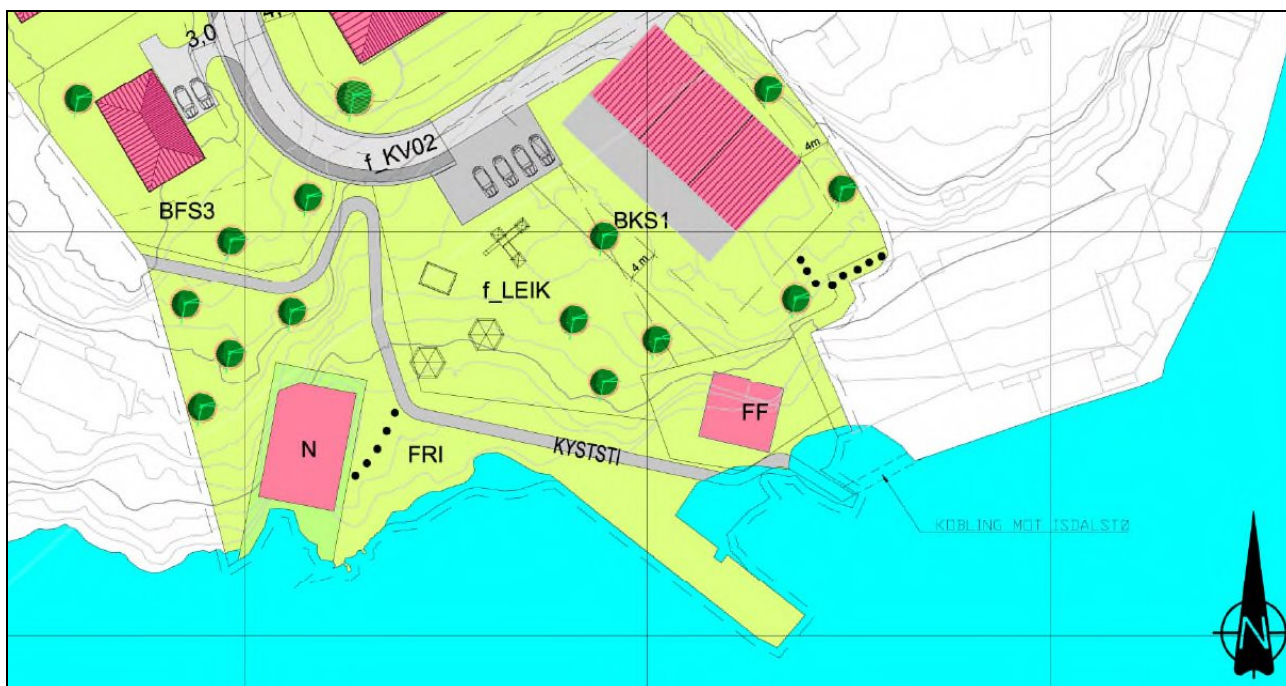 3,0
f_KV02
4m
BFS3
BKS1
4 m
f_LEIK
FF
N
FRI
KYSTSTI
KOBLING MOT ISDALSTØ
N